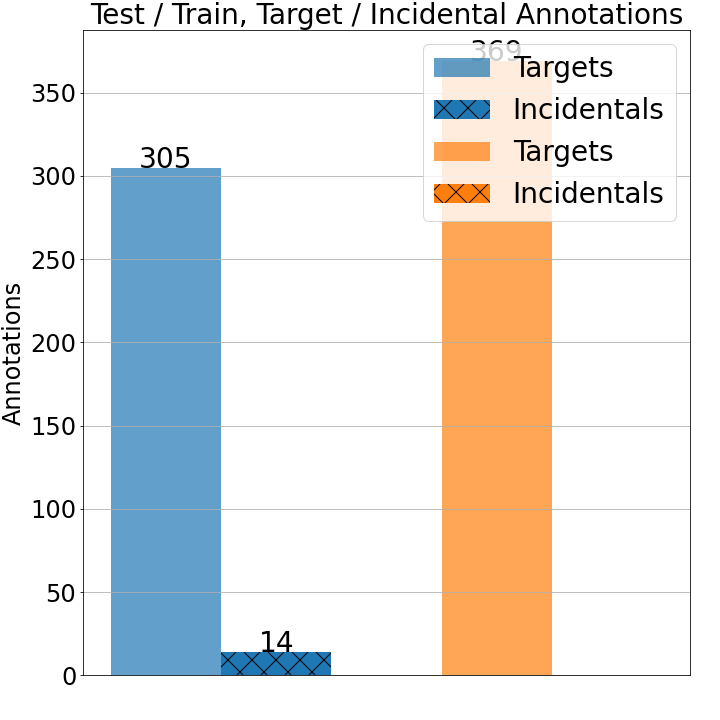 Test / Train, Target / Incidental Annotations
Annotations
350
300
250
200
150
100
50
0
305
14
369
Targets
Incidentals
Targets
Incidentals